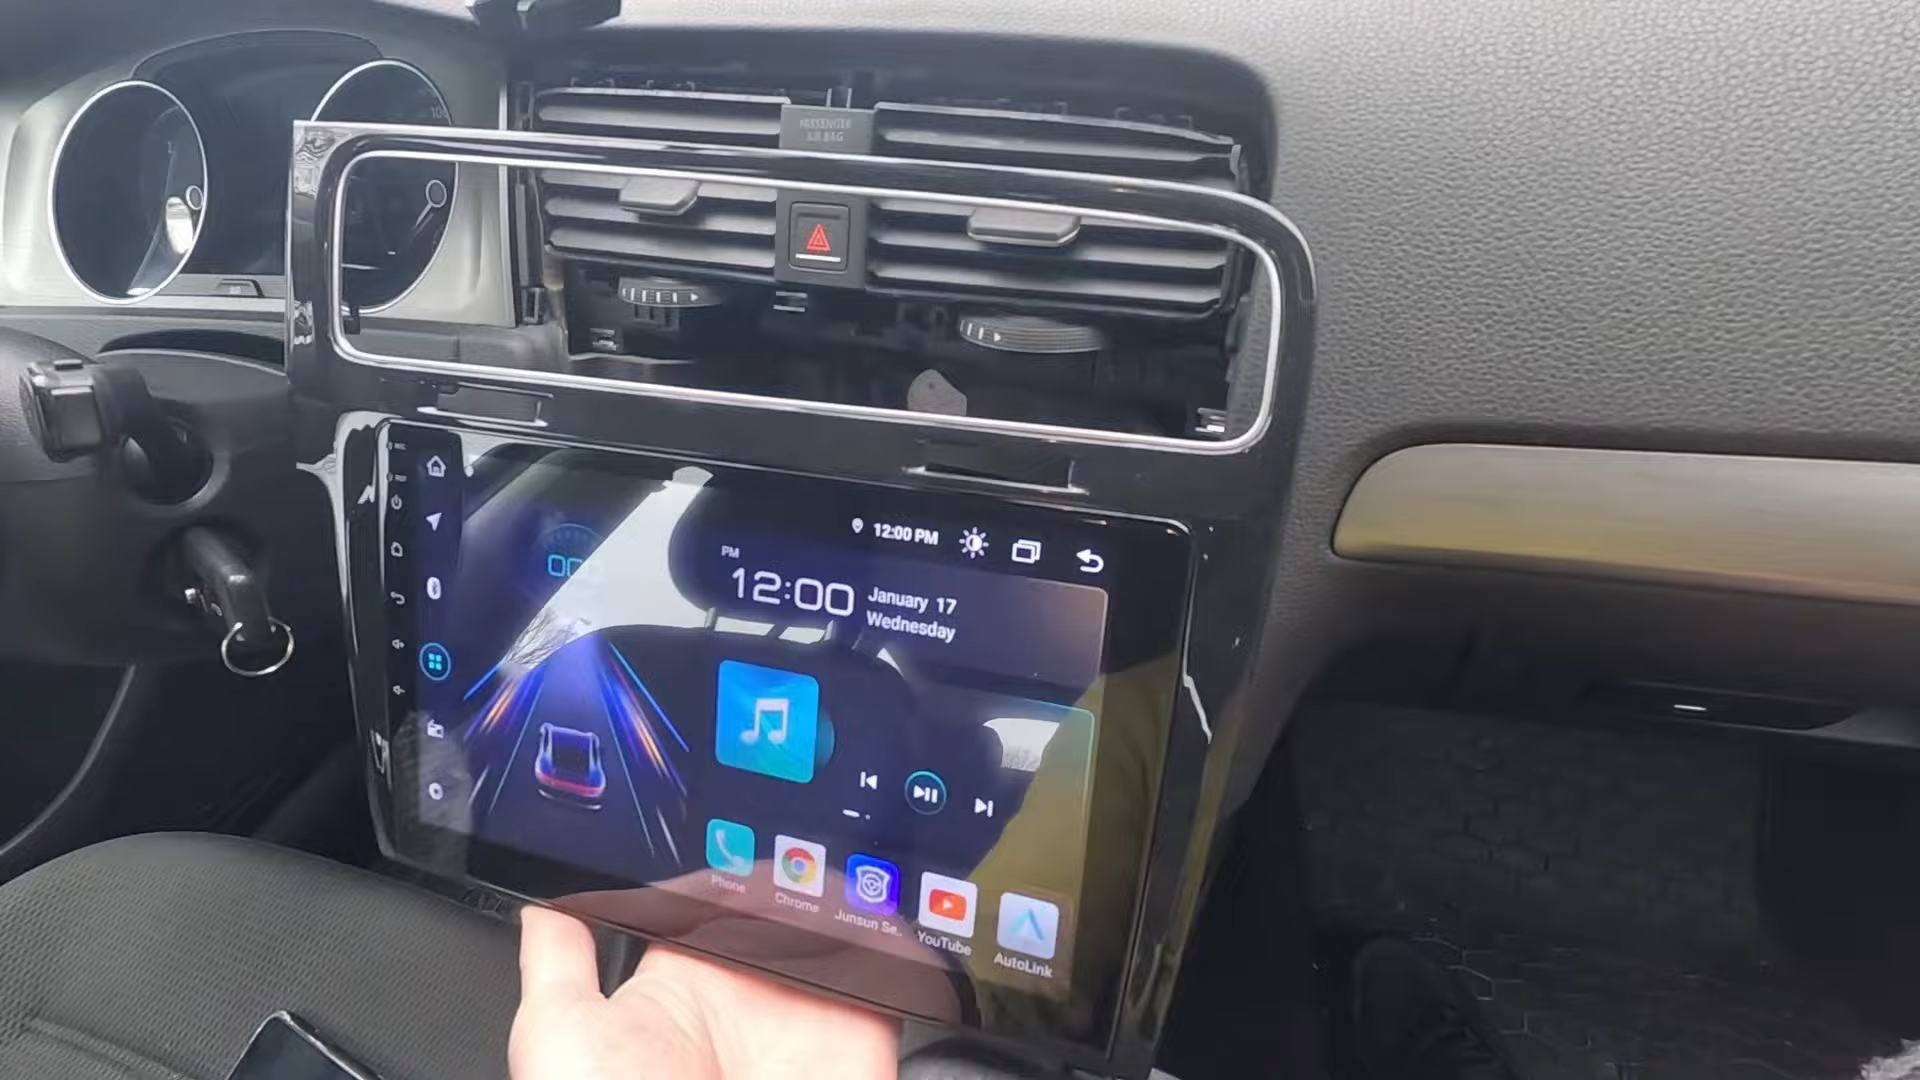 PASSENGER
AIR BAG
12:00 PM
PM
12:00
January 17
Wednesday
Phone
Chrome
Junsun Se..
YouTube
AutoLink